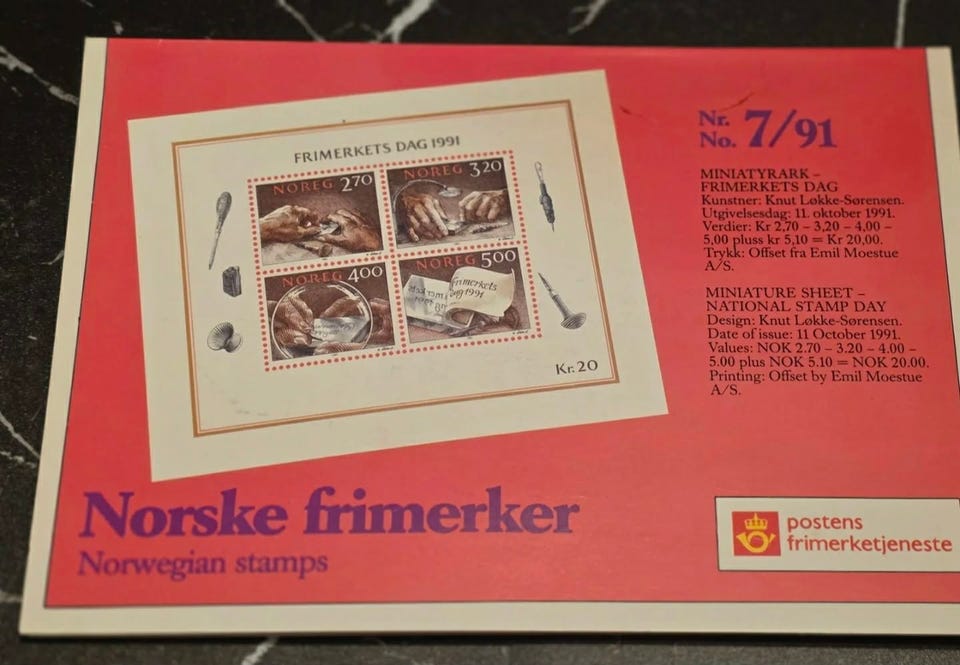 FRIMERKETS DAG 1991
NOREG 2.70
NOREG 3.20
NOREG 4.00
NOREG 5.00
Frimerkets
dag 1991
Kr. 20
Nr.
No. 7/91
MINIATYRARK –
FRIMERKETS DAG
Kunstner: Knut Løkke-Sørensen.
Utgivelsesdag: 11. oktober 1991.
Verdier: Kr 2,70 – 3,20 – 4,00 –
5,00 pluss kr 5,10 = Kr 20,00.
Trykk: Offset fra Emil Moestue
A/S.
MINIATURE SHEET –
NATIONAL STAMP DAY
Design: Knut Løkke-Sørensen.
Date of issue: 11 October 1991.
Values: NOK 2.70 – 3.20 – 4.00 –
5.00 plus NOK 5.10 = NOK 20.00.
Printing: Offset by Emil Moestue
A/S.
Norske frimerker
Norwegian stamps
postens
frimerketjeneste